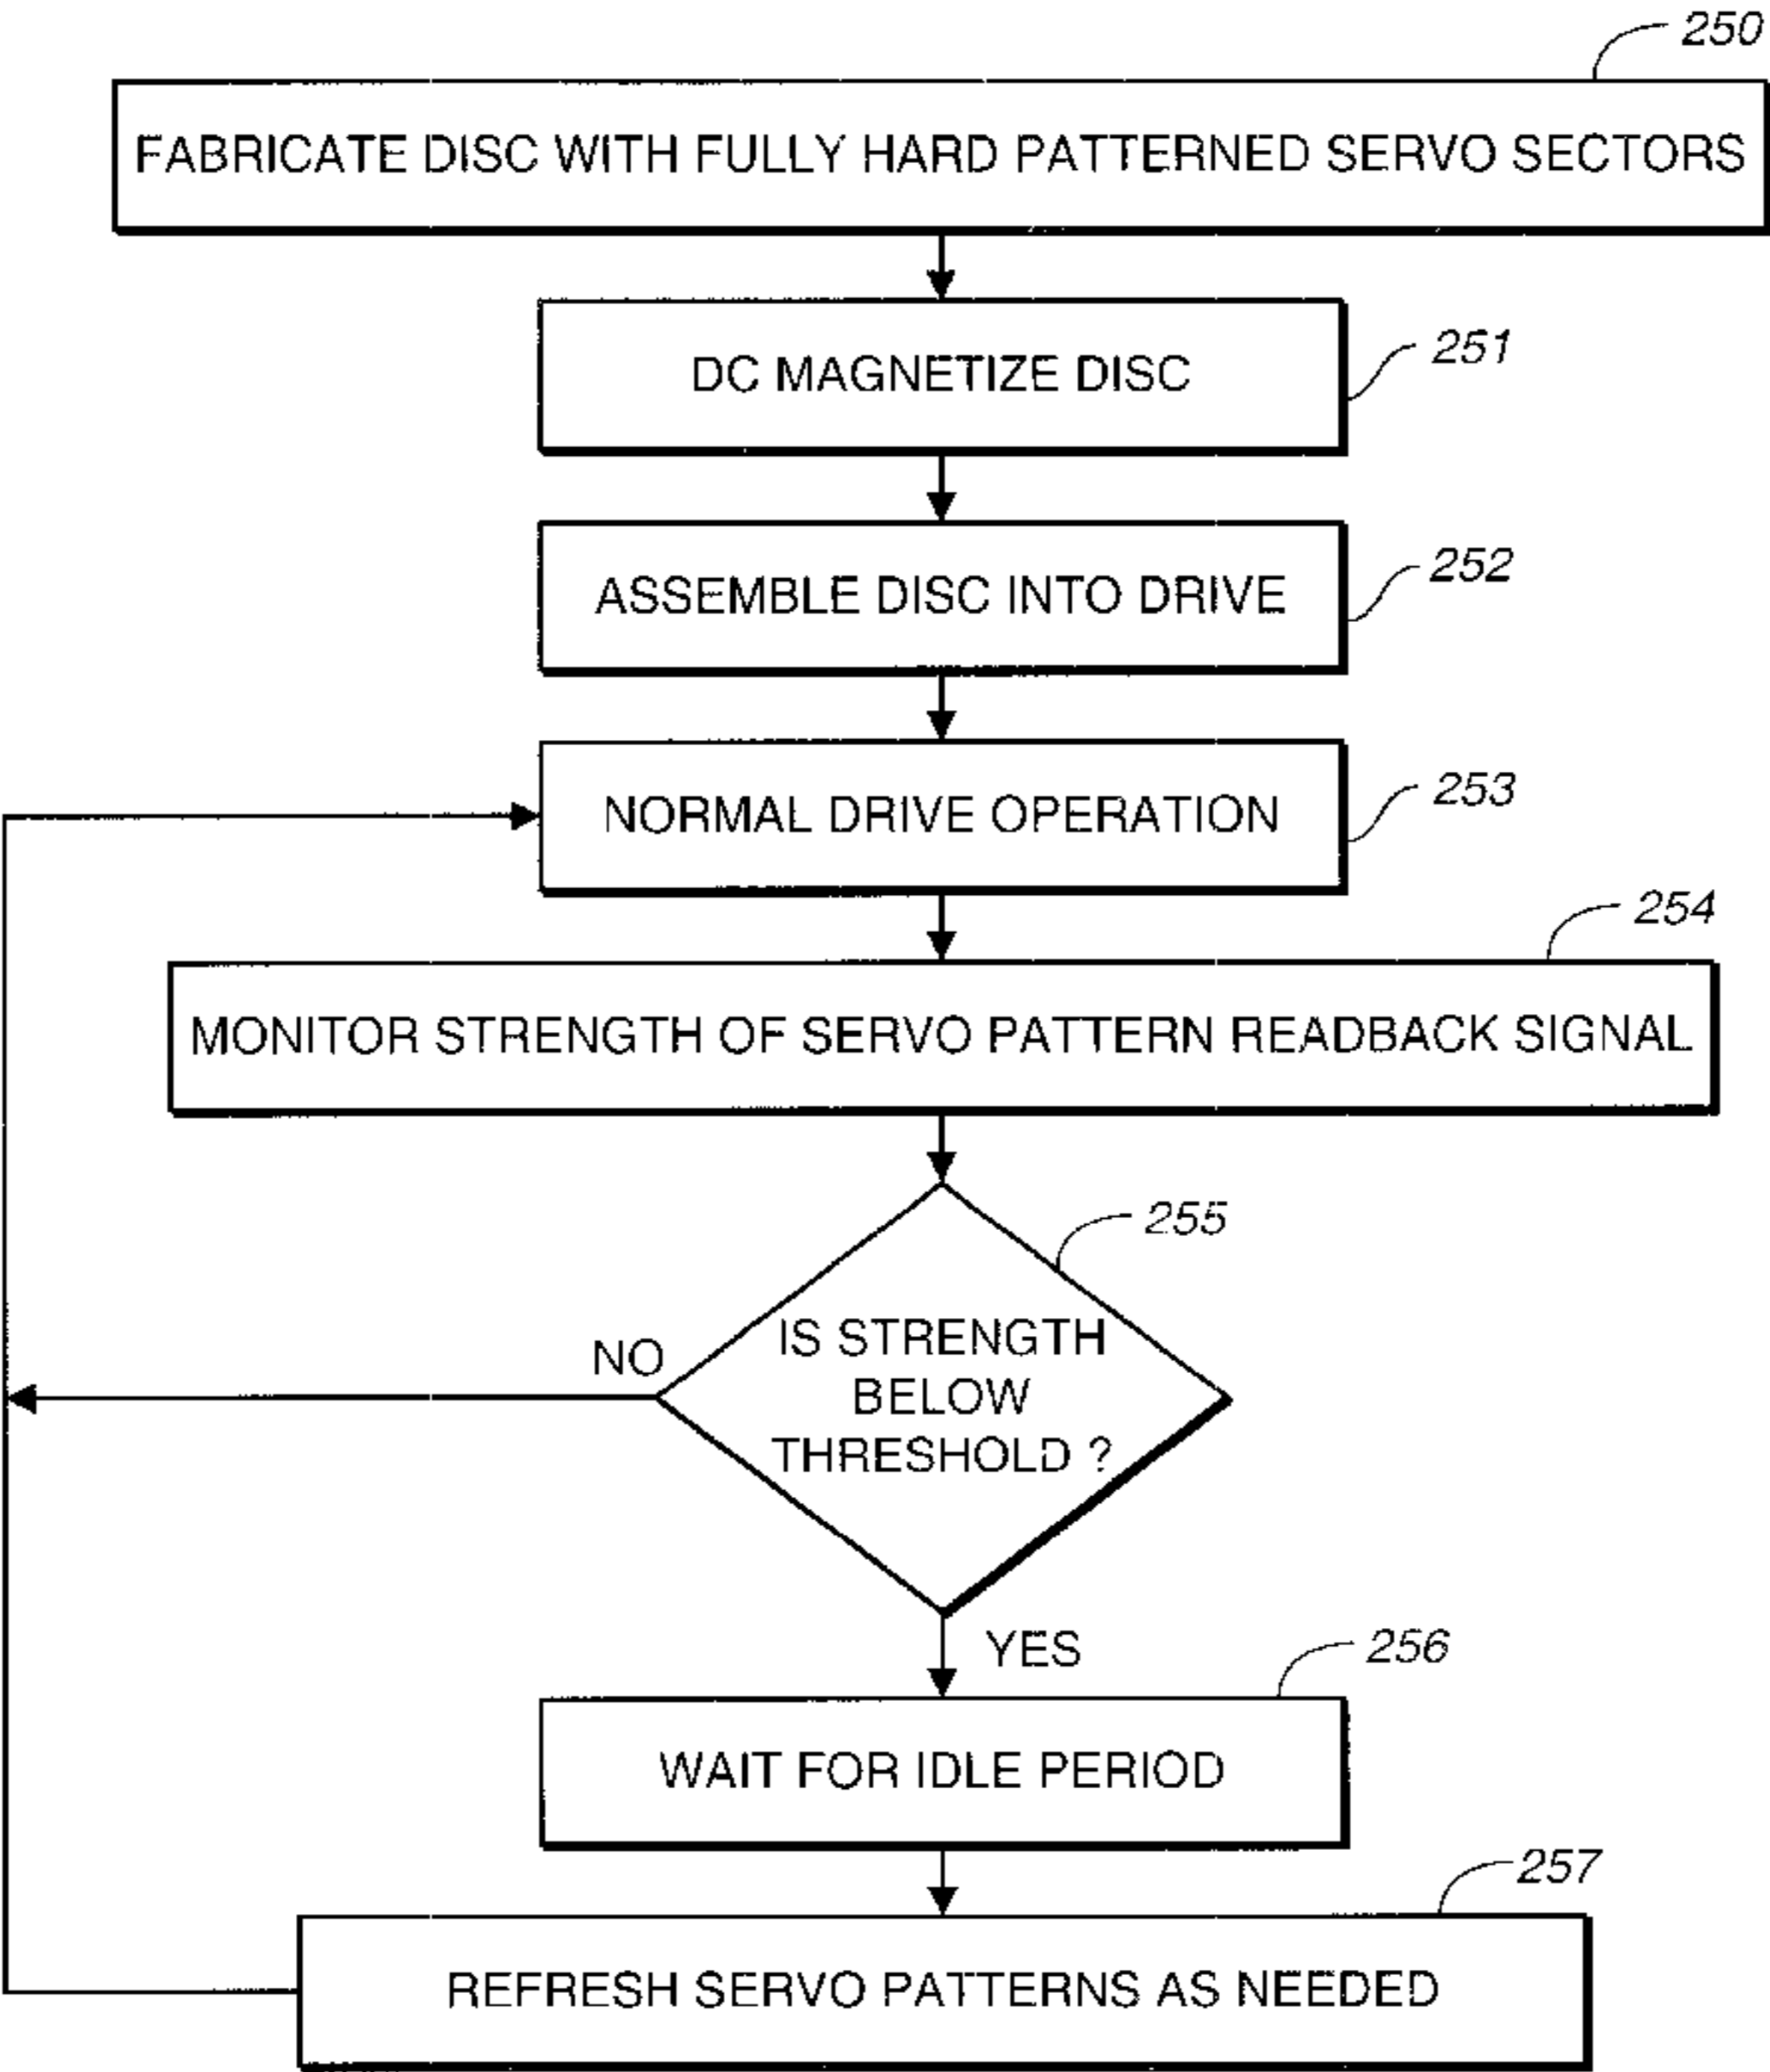 250
FABRICATE DISC WITH FULLY HARD PATTERNED SERVO SECTORS
DC MAGNETIZE DISC
251
ASSEMBLE DISC INTO DRIVE
252
NORMAL DRIVE OPERATION
253
254
MONITOR STRENGTH OF SERVO PATTERN READBACK SIGNAL
255
IS STRENGTH
BELOW
THRESHOLD ?
NO
YES
256
WAIT FOR IDLE PERIOD
257
REFRESH SERVO PATTERNS AS NEEDED